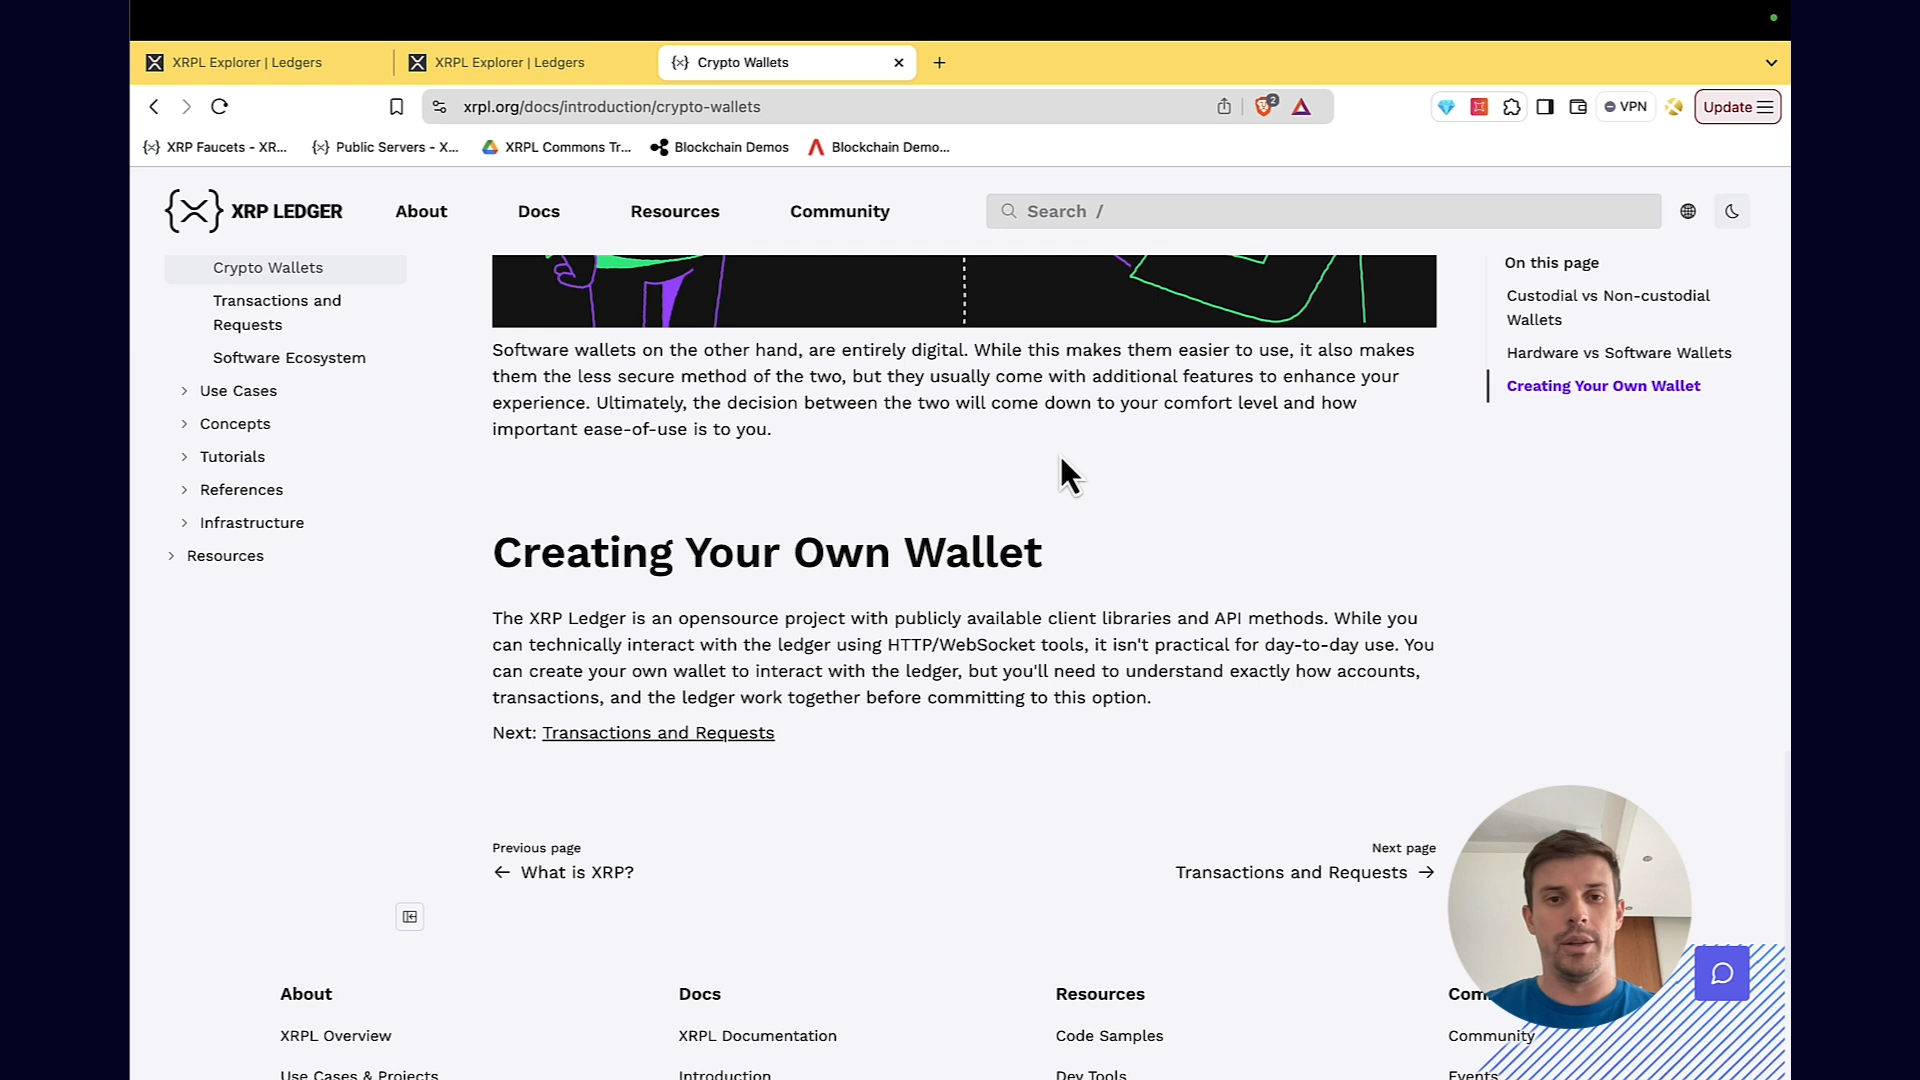 XRPL Explorer | Ledgers
XRPL Explorer | Ledgers
{x} Crypto Wallets
xrpl.org/docs/introduction/crypto-wallets
2
VPN
Update
{x} XRP Faucets - XR...
{x} Public Servers - X...
XRPL Commons Tr...
Blockchain Demos
Blockchain Demo...
{X} XRP LEDGER
About
Docs
Resources
Community
Search /
Crypto Wallets
Transactions and
Requests
Software Ecosystem
Use Cases
Concepts
Tutorials
References
Infrastructure
Resources
Software wallets on the other hand, are entirely digital. While this makes them easier to use, it also makes
them the less secure method of the two, but they usually come with additional features to enhance your
experience. Ultimately, the decision between the two will come down to your comfort level and how
important ease-of-use is to you.
Creating Your Own Wallet
The XRP Ledger is an opensource project with publicly available client libraries and API methods. While you
can technically interact with the ledger using HTTP/WebSocket tools, it isn't practical for day-to-day use. You
can create your own wallet to interact with the ledger, but you'll need to understand exactly how accounts,
transactions, and the ledger work together before committing to this option.
Next: Transactions and Requests
Previous page
← What is XRP?
Next page
Transactions and Requests →
On this page
Custodial vs Non-custodial
Wallets
Hardware vs Software Wallets
Creating Your Own Wallet
About
XRPL Overview
Use Cases & Projects
Docs
XRPL Documentation
Introduction
Resources
Code Samples
Dev Tools
Com
Community
Events